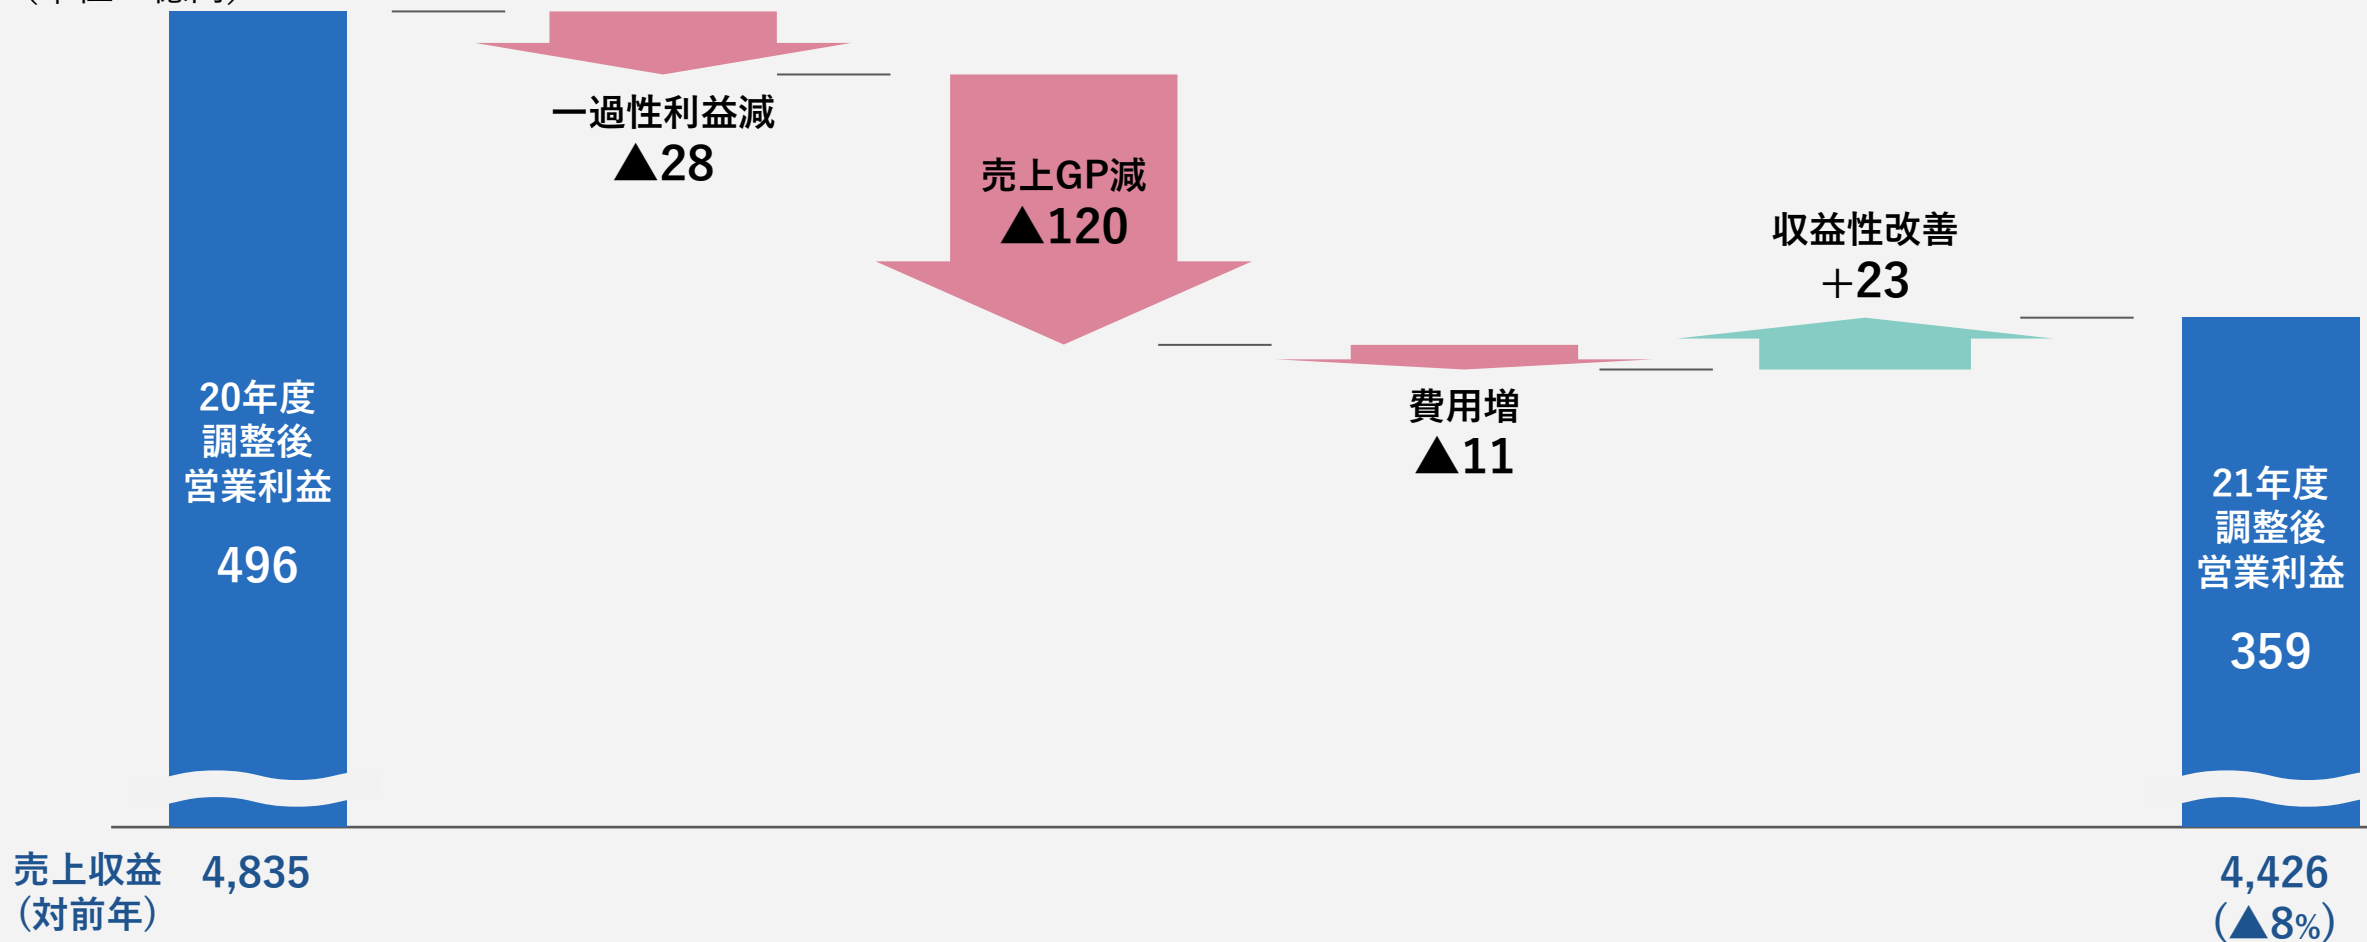 一過性利益減
▲28
売上GP減
▲120
収益性改善
+23
費用増
▲11
20年度
調整後
営業利益
496
21年度
調整後
営業利益
359
売上収益 4,835 4,426
(対前年) (▲8%)